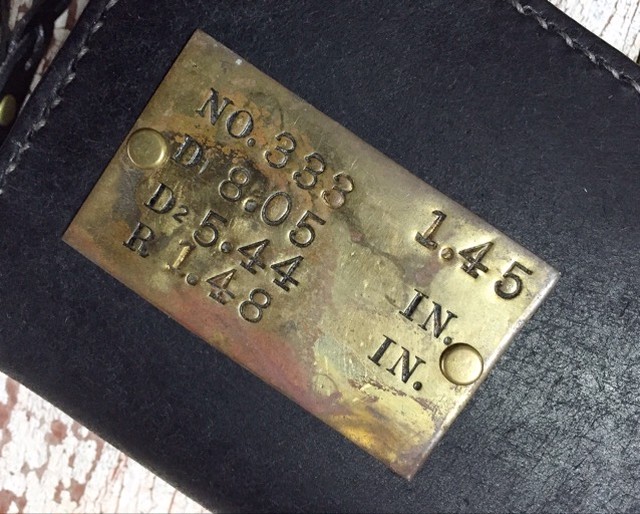 NO. 333 1.45
D₁ 8.05 IN.
D² 5.44 IN.
R 1.48